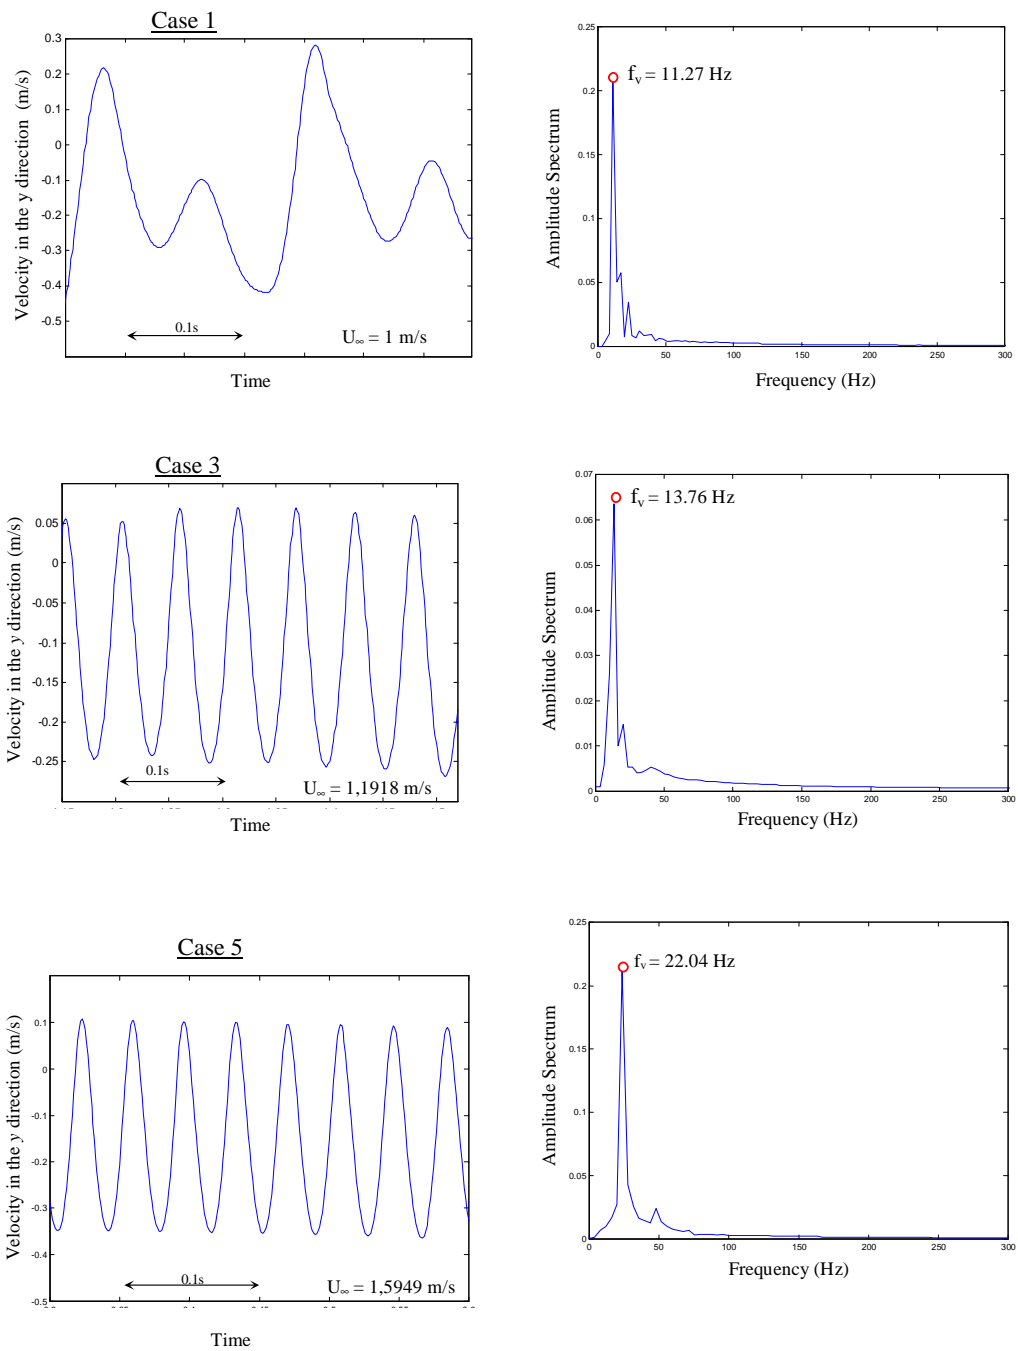 Case 1
Velocity in the y direction (m/s)
0.3
0.2
0.1
0
-0.1
-0.2
-0.3
-0.4
-0.5
0.1s
U∞ = 1 m/s
Time
Amplitude Spectrum
0.25
0.2
0.15
0.1
0.05
0
fv = 11.27 Hz
0 50 100 150 200 250 300
Frequency (Hz)
Case 3
Velocity in the y direction (m/s)
0.05
0
-0.05
-0.1
-0.15
-0.2
-0.25
0.1s
U∞ = 1,1918 m/s
Time
Amplitude Spectrum
0.07
0.06
0.05
0.04
0.03
0.02
0.01
0
fv = 13.76 Hz
0 50 100 150 200 250 300
Frequency (Hz)
Case 5
Velocity in the y direction (m/s)
0.1
0
-0.1
-0.2
-0.3
-0.4
-0.5
0.1s
U∞ = 1,5949 m/s
Time
Amplitude Spectrum
0.25
0.2
0.15
0.1
0.05
0
fv = 22.04 Hz
0 50 100 150 200 250 300
Frequency (Hz)